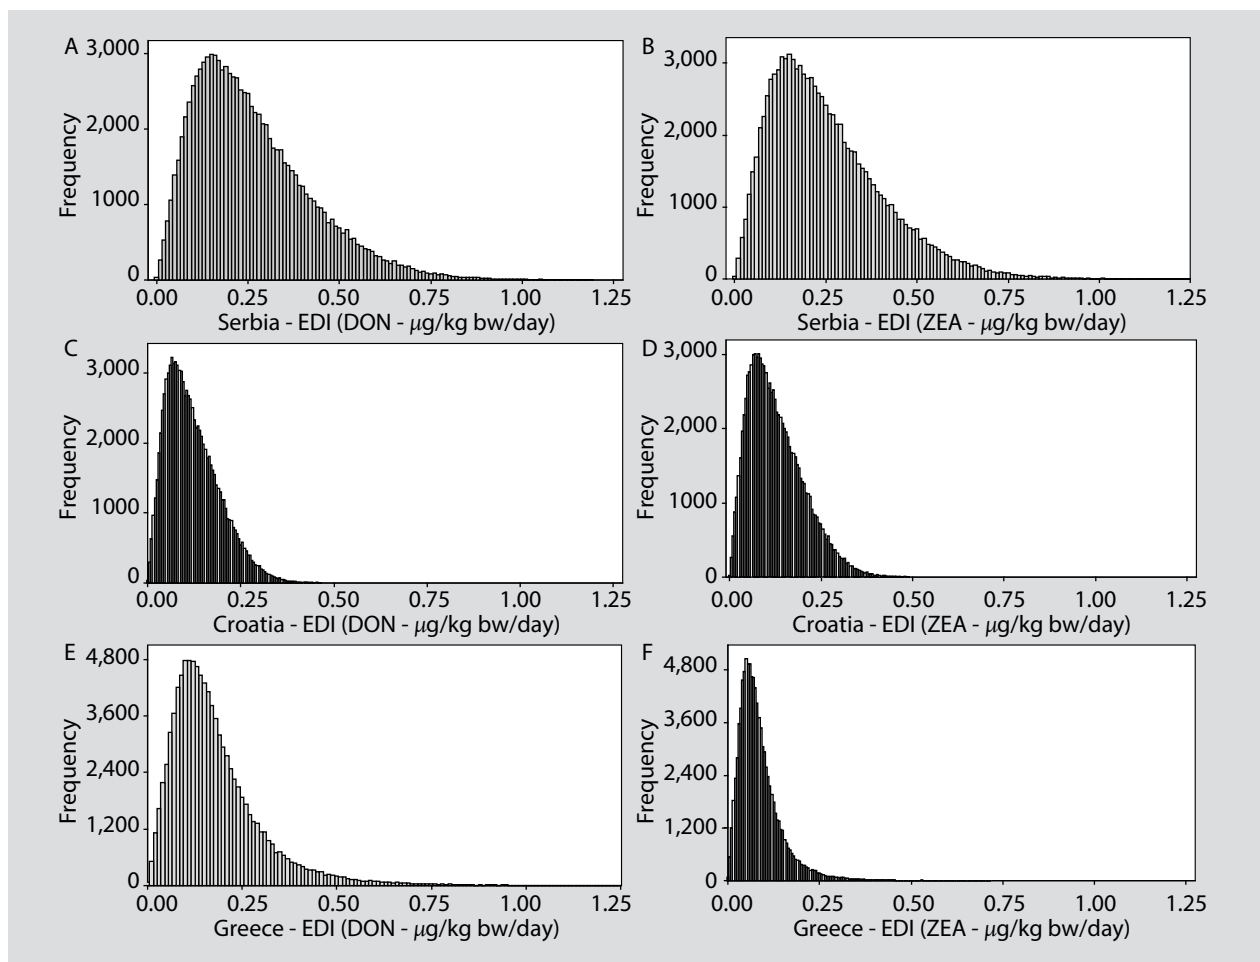 A
3,000
2,000
1000
0
Frequency
0.00 0.25 0.50 0.75 1.00 1.25
Serbia - EDI (DON - μg/kg bw/day)
B
3,000
2,000
1000
0
Frequency
0.00 0.25 0.50 0.75 1.00 1.25
Serbia - EDI (ZEA - μg/kg bw/day)
C
3,000
2,000
1000
0
Frequency
0.00 0.25 0.50 0.75 1.00 1.25
Croatia - EDI (DON - μg/kg bw/day)
D
3,000
2,000
1000
0
Frequency
0.00 0.25 0.50 0.75 1.00 1.25
Croatia - EDI (ZEA - μg/kg bw/day)
E
4,800
3,600
2,400
1,200
0
Frequency
0.00 0.25 0.50 0.75 1.00 1.25
Greece - EDI (DON - μg/kg bw/day)
F
4,800
3,600
2,400
1,200
0
Frequency
0.00 0.25 0.50 0.75 1.00 1.25
Greece - EDI (ZEA - μg/kg bw/day)